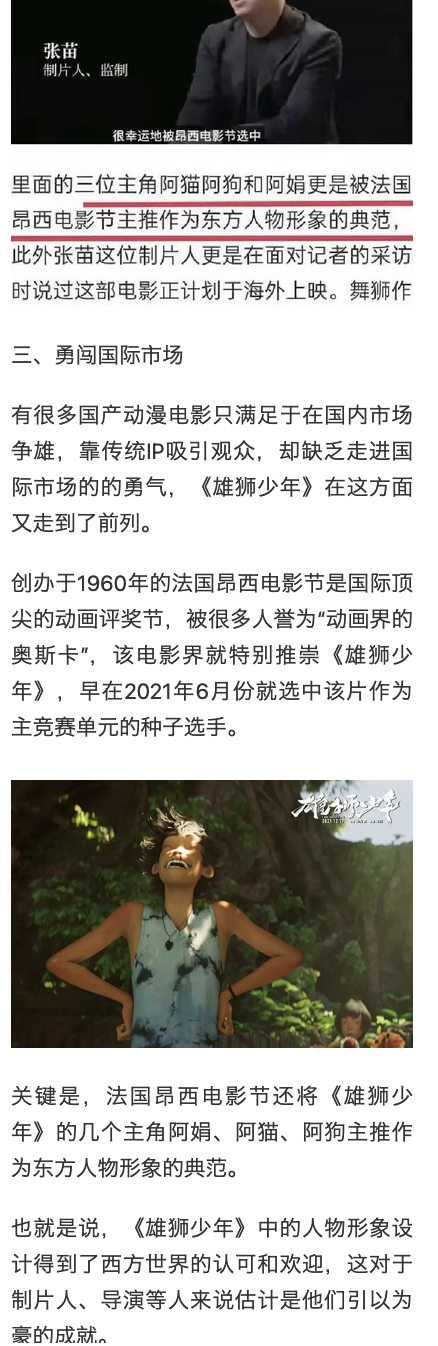 张苗
制片人、监制
很幸运地被昂西电影节选中
里面的三位主角阿猫阿狗和阿娟更是被法国
昂西电影节主推作为东方人物形象的典范，
此外张苗这位制片人更是在面对记者的采访
时说过这部电影正计划于海外上映。舞狮作
三、勇闯国际市场
有很多国产动漫电影只满足于在国内市场
争雄，靠传统IP吸引观众，却缺乏走进国
际市场的的勇气，《雄狮少年》在这方面
又走到了前列。
创办于1960年的法国昂西电影节是国际顶
尖的动画评奖节，被很多人誉为“动画界的
奥斯卡”，该电影界就特别推崇《雄狮少
年》，早在2021年6月份就选中该片作为
主竞赛单元的种子选手。
雄狮少年
关键是，法国昂西电影节还将《雄狮少
年》的几个主角阿娟、阿猫、阿狗主推作
为东方人物形象的典范。
也就是说，《雄狮少年》中的人物形象设
计得到了西方世界的认可和欢迎，这对于
制片人、导演等人来说估计是他们引以为
豪的成就。